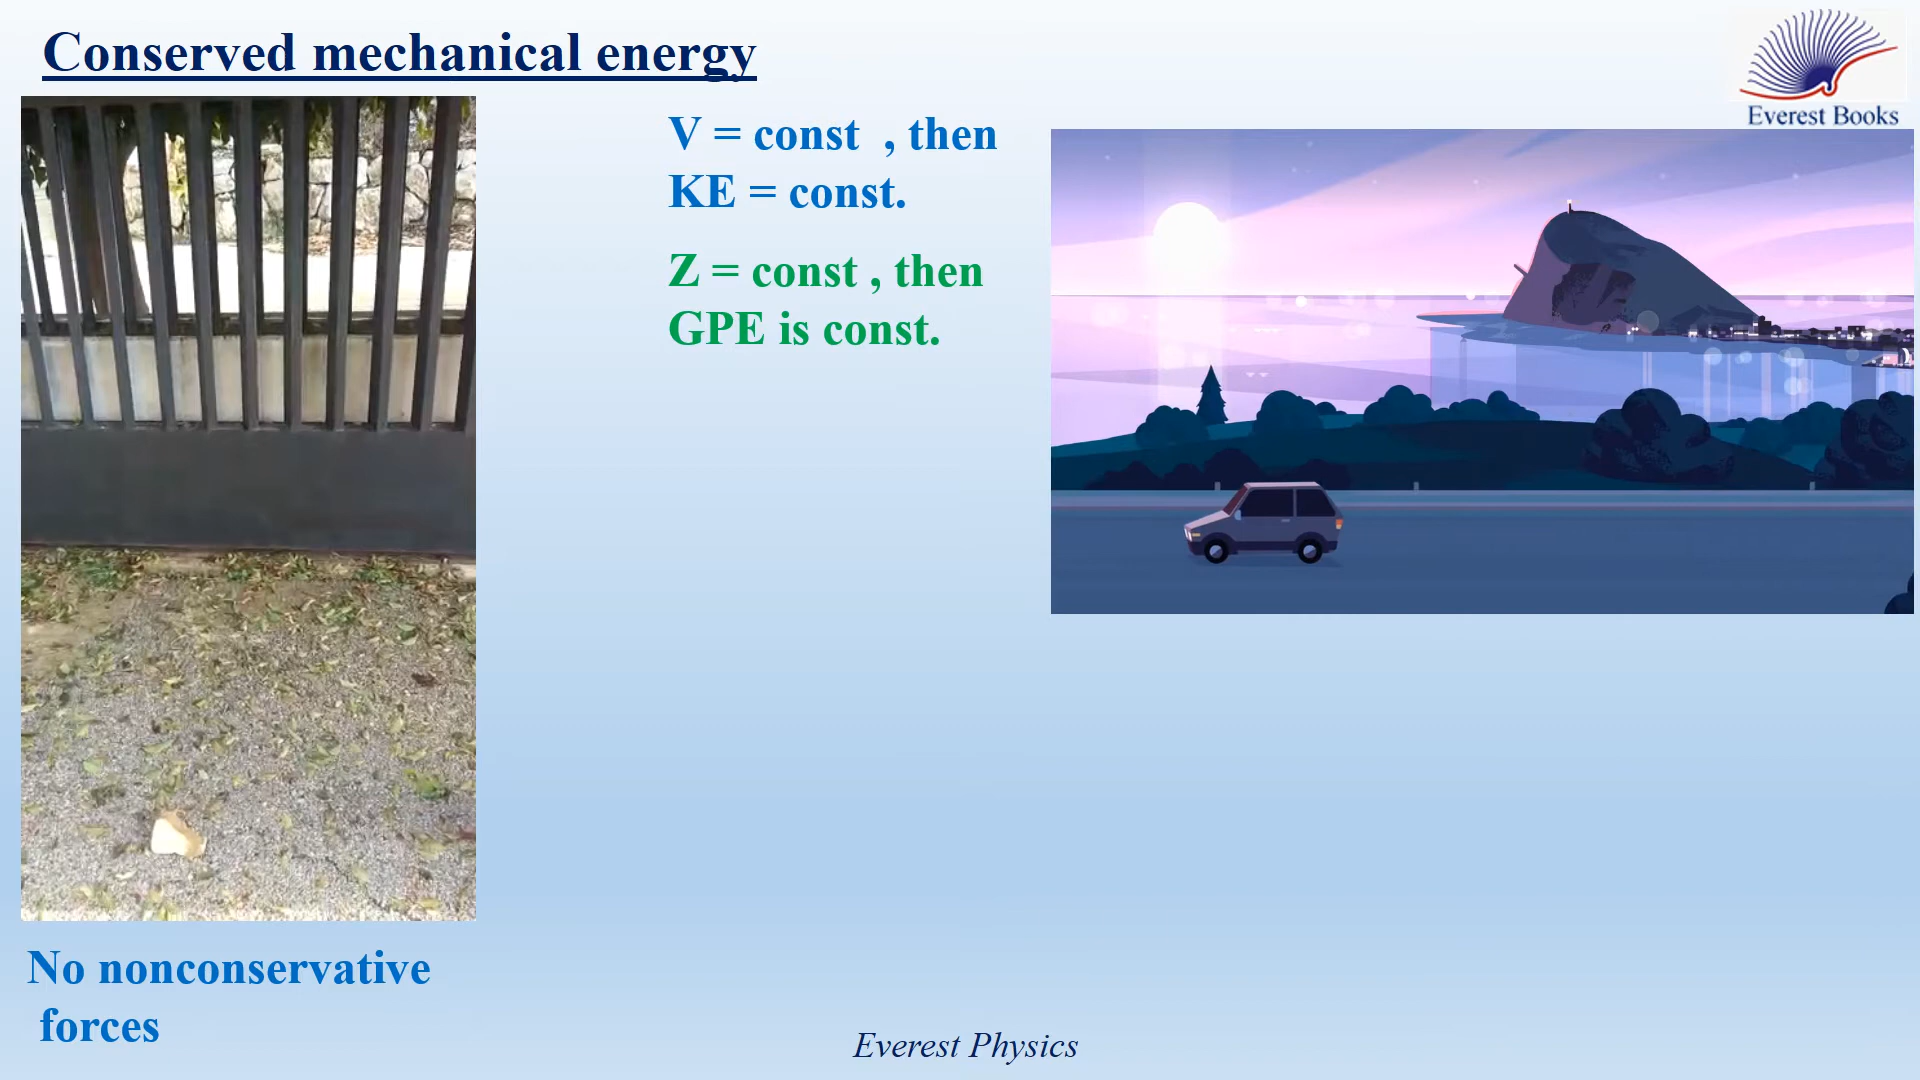 Conserved mechanical energy
Everest Books
V = const , then
KE = const.
Z = const , then
GPE is const.
No nonconservative
forces
Everest Physics